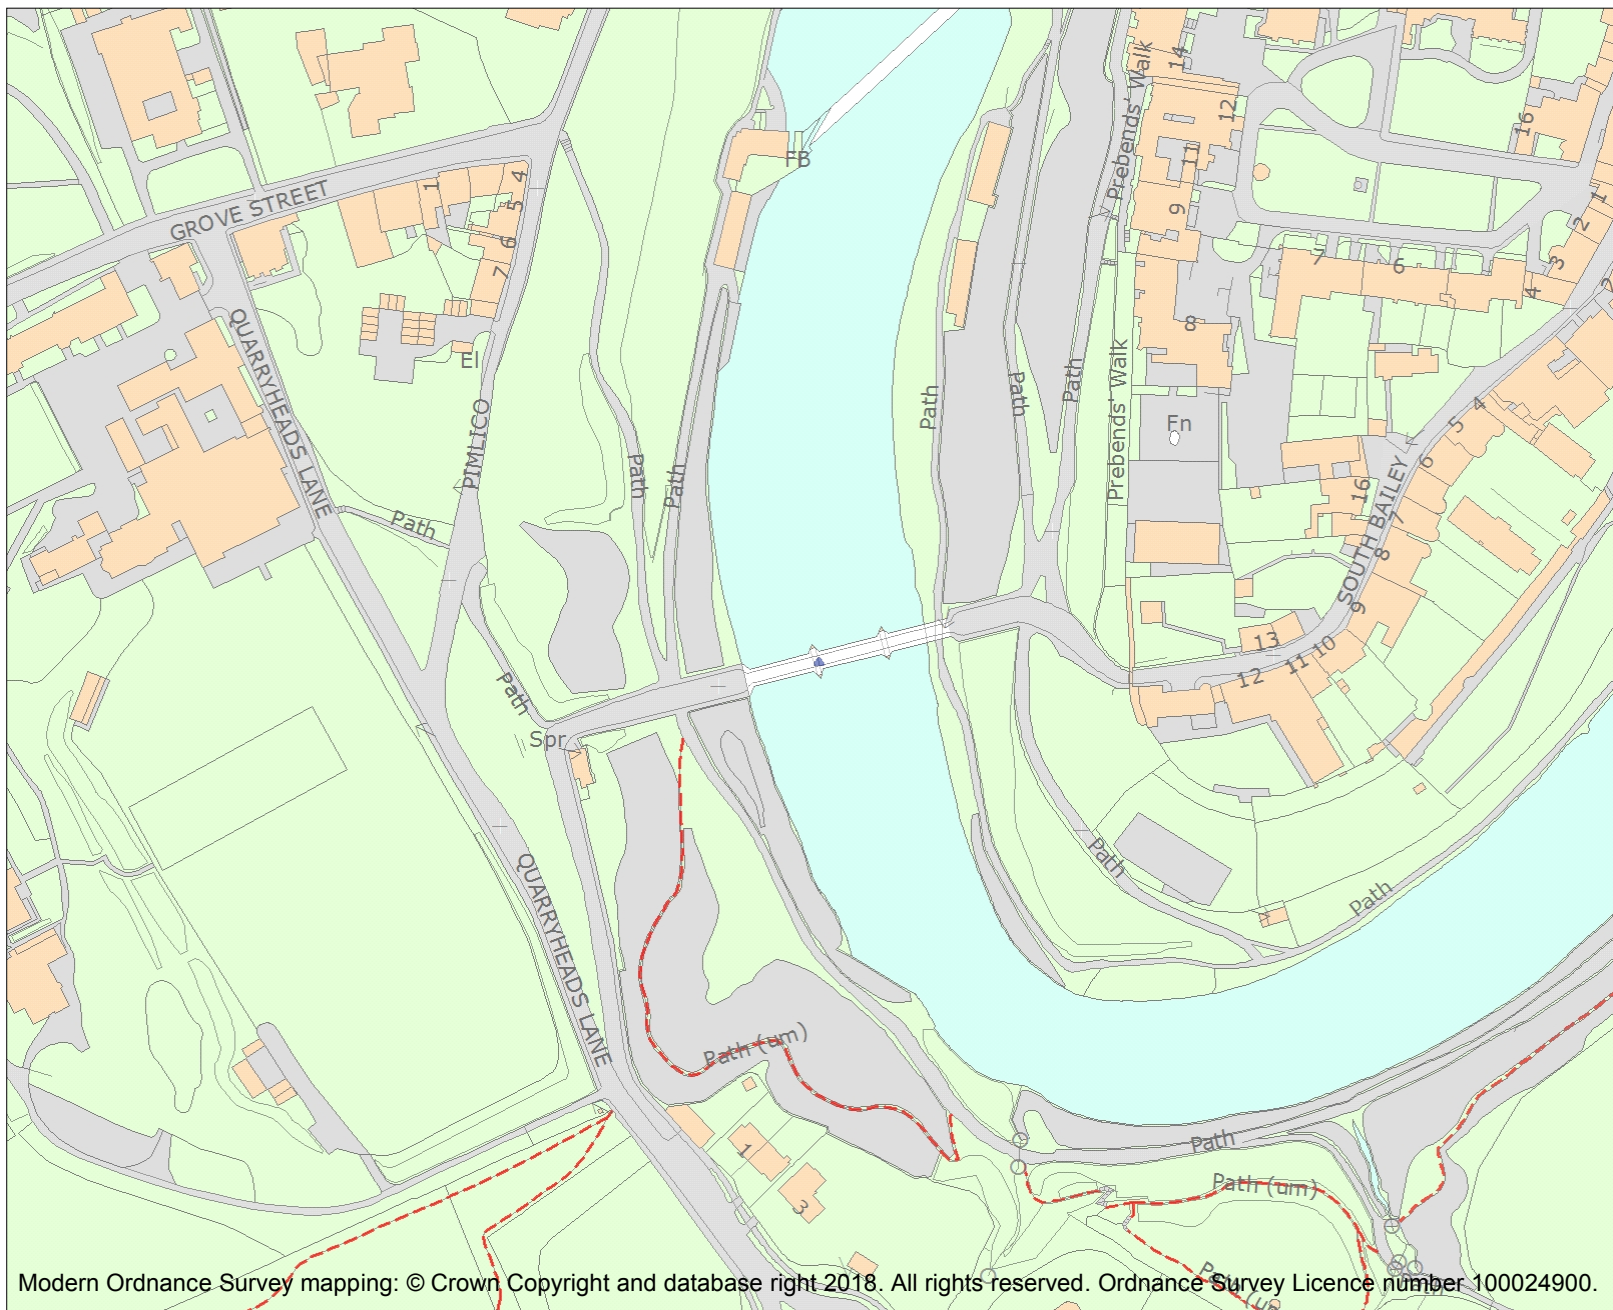 14
Prebends' Walk
12
16
FB
11
GROVE STREET
1
4
5
6
7
9
1
2
3
4
2
7
6
8
QUARRYHEADS LANE
El
PIMLICO
Path
Path
Path
Path
Path
Prebends' Walk
Fn
4
5
6
16
7
8
9
SOUTH BAILEY
Path
13
10
11
12
Path
Spr
QUARRYHEADS LANE
Path
Path
Path (um)
1
3
Path
Path (um)
Path (um)
Modern Ordnance Survey mapping: © Crown Copyright and database right 2018. All rights reserved. Ordnance Survey Licence number 100024900.